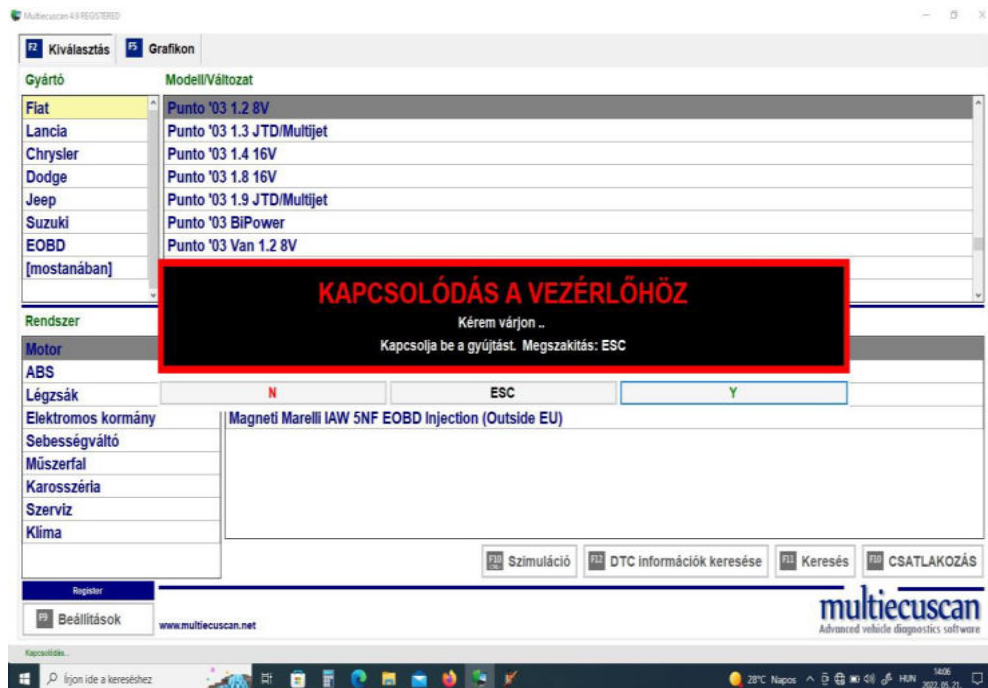 Multiecuscan 4.9 REGISTERED
F2 Kiválasztás F5 Grafikon
Gyártó Modell/Változat
Fiat Punto '03 1.2 8V
Lancia Punto '03 1.3 JTD/Multijet
Chrysler Punto '03 1.4 16V
Dodge Punto '03 1.8 16V
Jeep Punto '03 1.9 JTD/Multijet
Suzuki Punto '03 BiPower
EOBD Punto '03 Van 1.2 8V
[mostanában]
KAPCSOLÓDÁS A VEZÉRLŐHÖZ
Kérem várjon ..
Kapcsolja be a gyújtást. Megszakitás: ESC
N ESC Y
Rendszer
Motor
ABS
Légzsák
Elektromos kormány Magneti Marelli IAW 5NF EOBD Injection (Outside EU)
Sebességváltó
Műszerfal
Karosszéria
Szerviz
Klíma
F10 Szimuláció F12 DTC információk keresése F11 Keresés F10 CSATLAKOZÁS
Register
F9 Beállítások
www.multiecuscan.net
multiecuscan
Advanced vehicle diagnostics software
Kapcsolódás...
Írjon ide a kereséshez
28°C Napos HUN 14:06
2022. 05. 21.